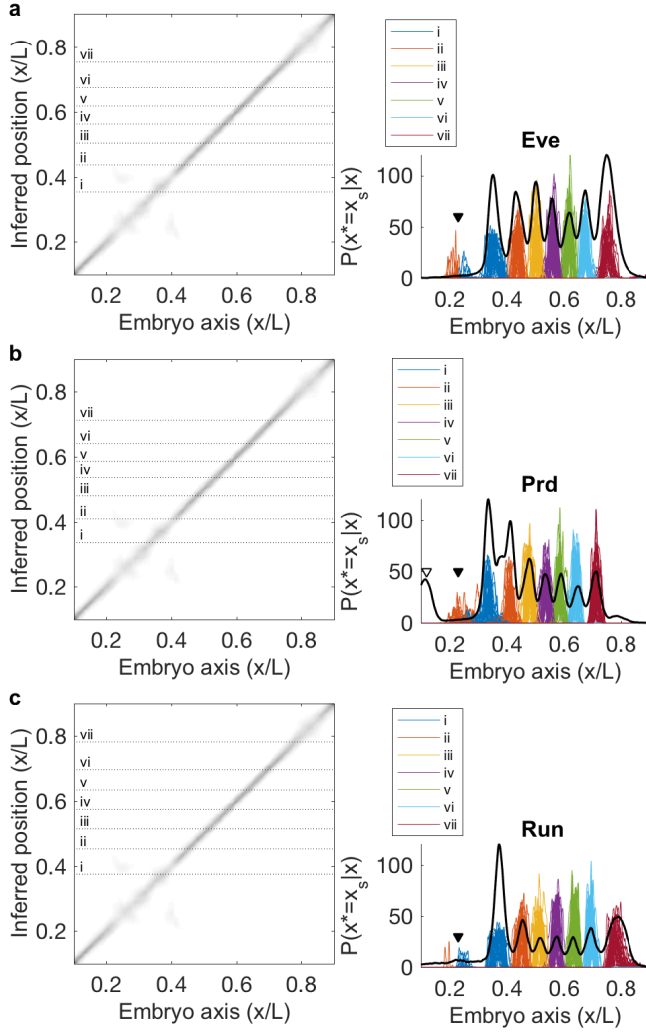 a
Inferred position (x/L)
0.8
0.6
0.4
0.2
vii
vi
v
iv
iii
ii
i
0.2 0.4 0.6 0.8
Embryo axis (x/L)
i
ii
iii
iv
v
vi
vii
Eve
P(x*=x_s|x)
100
50
0
0.2 0.4 0.6 0.8
Embryo axis (x/L)
b
Inferred position (x/L)
0.8
0.6
0.4
0.2
vii
vi
v
iv
iii
ii
i
0.2 0.4 0.6 0.8
Embryo axis (x/L)
i
ii
iii
iv
v
vi
vii
Prd
P(x*=x_s|x)
100
50
0
0.2 0.4 0.6 0.8
Embryo axis (x/L)
c
Inferred position (x/L)
0.8
0.6
0.4
0.2
vii
vi
v
iv
iii
ii
i
0.2 0.4 0.6 0.8
Embryo axis (x/L)
i
ii
iii
iv
v
vi
vii
Run
P(x*=x_s|x)
100
50
0
0.2 0.4 0.6 0.8
Embryo axis (x/L)